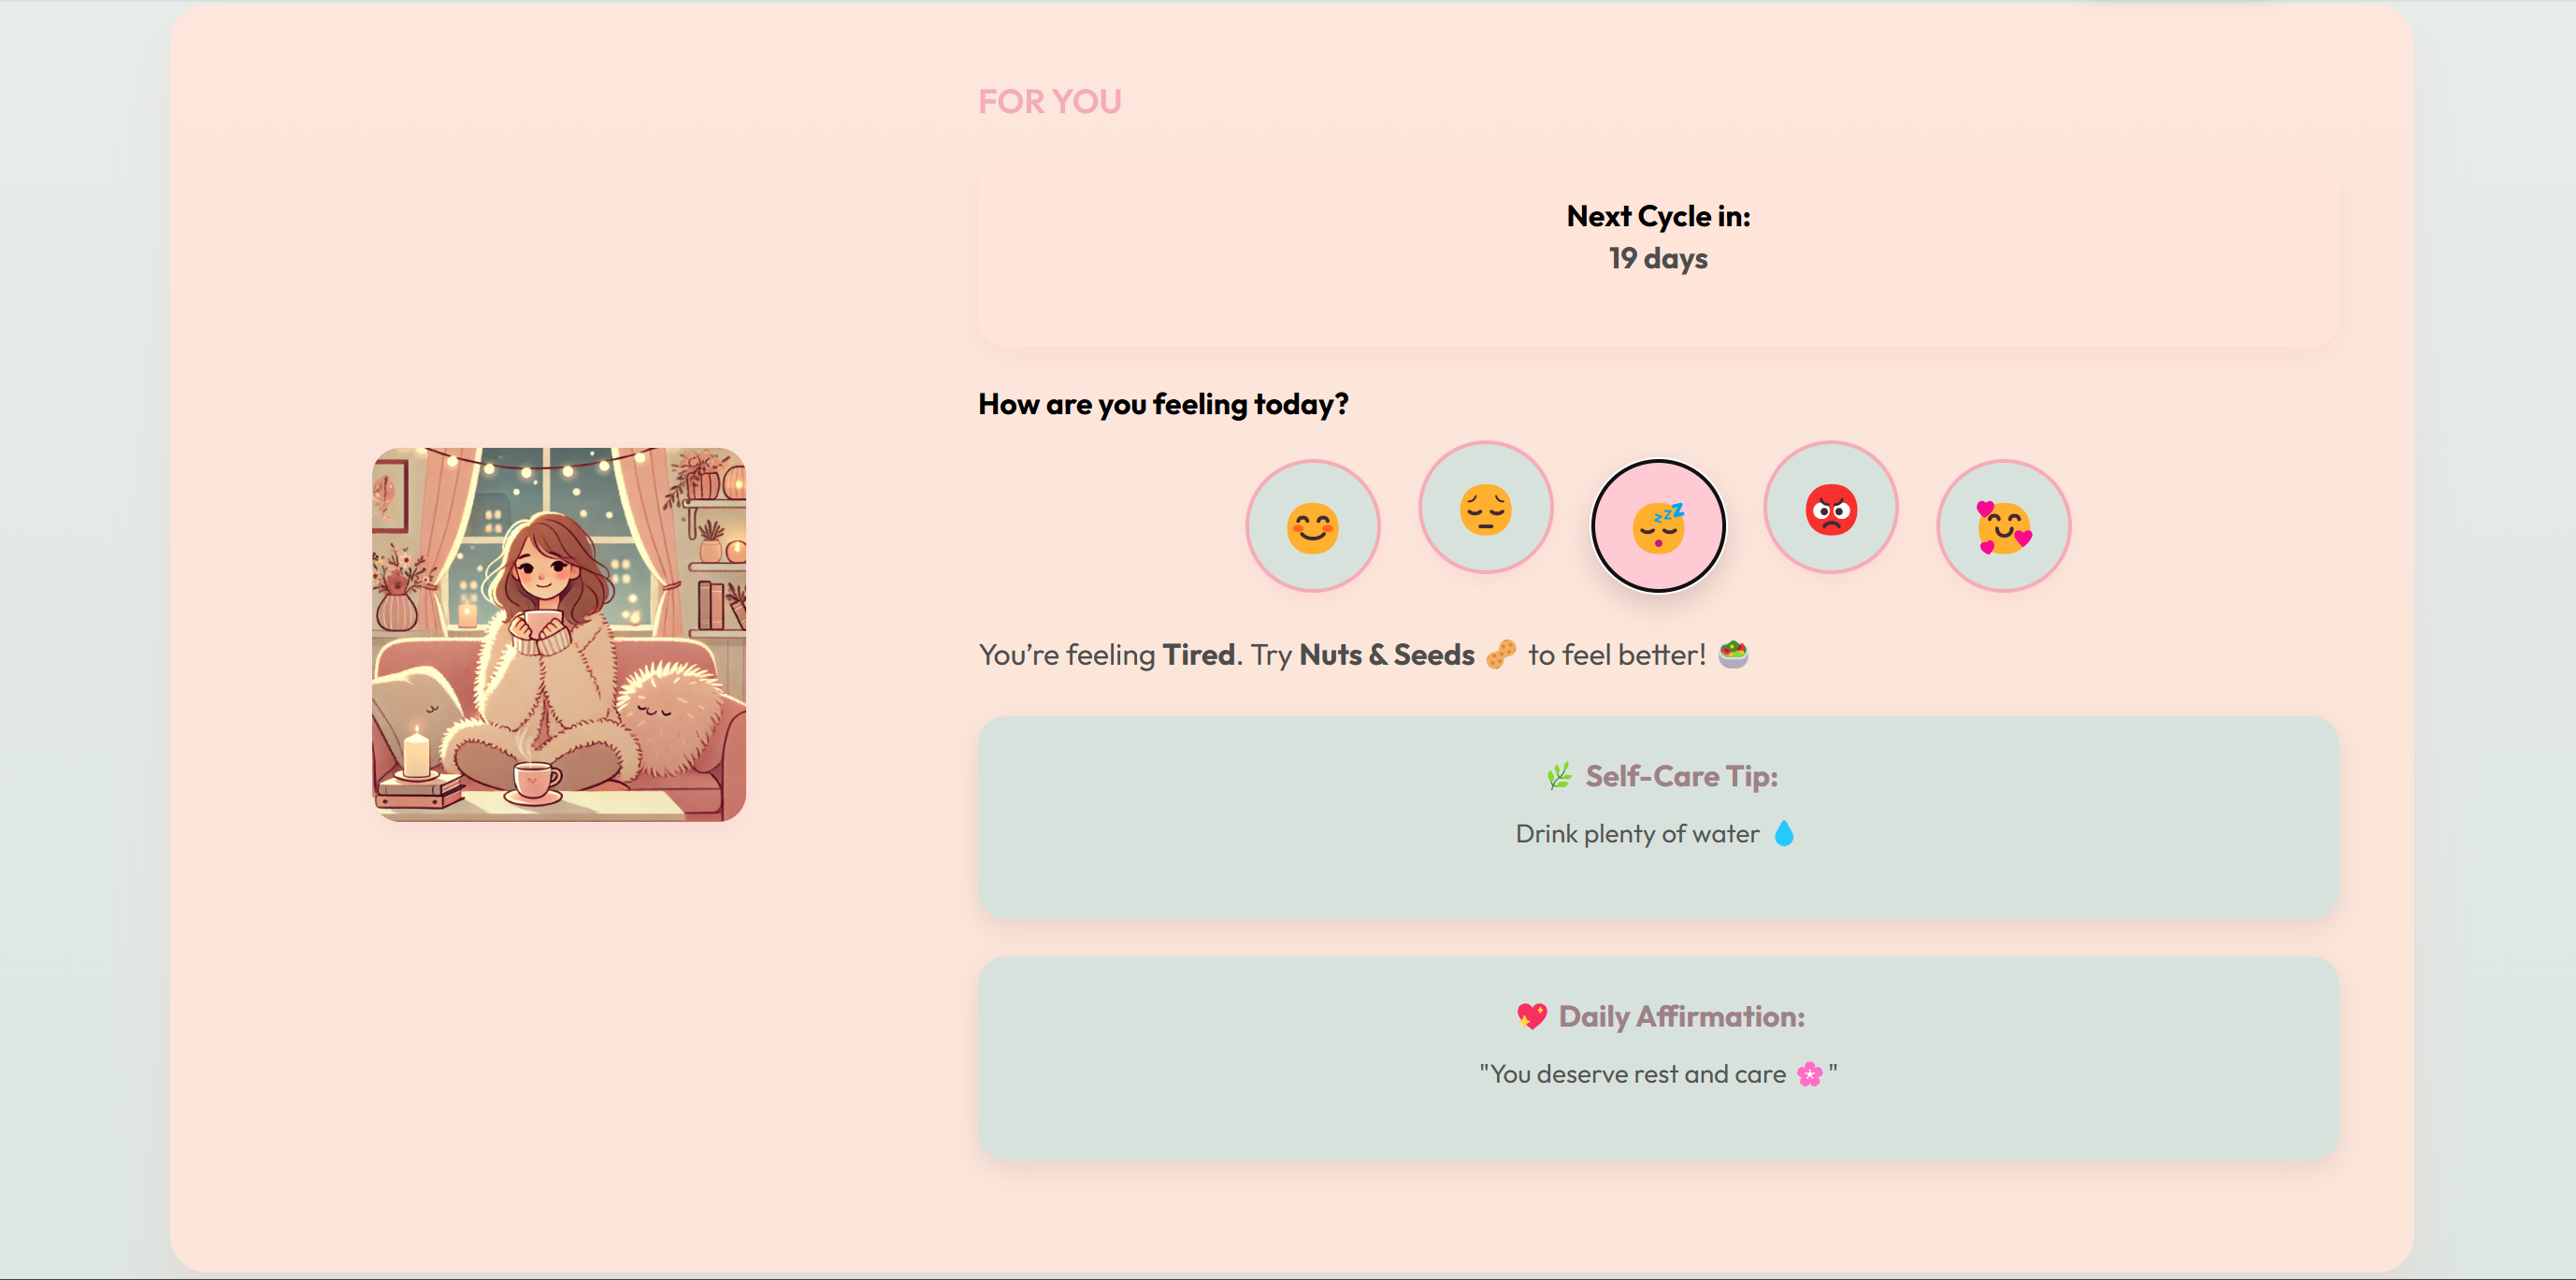 FOR YOU
Next Cycle in:
19 days
How are you feeling today?
You’re feeling Tired. Try Nuts & Seeds 🥜 to feel better! 🥗
🌿 Self-Care Tip:
Drink plenty of water 💧
💖 Daily Affirmation:
"You deserve rest and care 🌸"